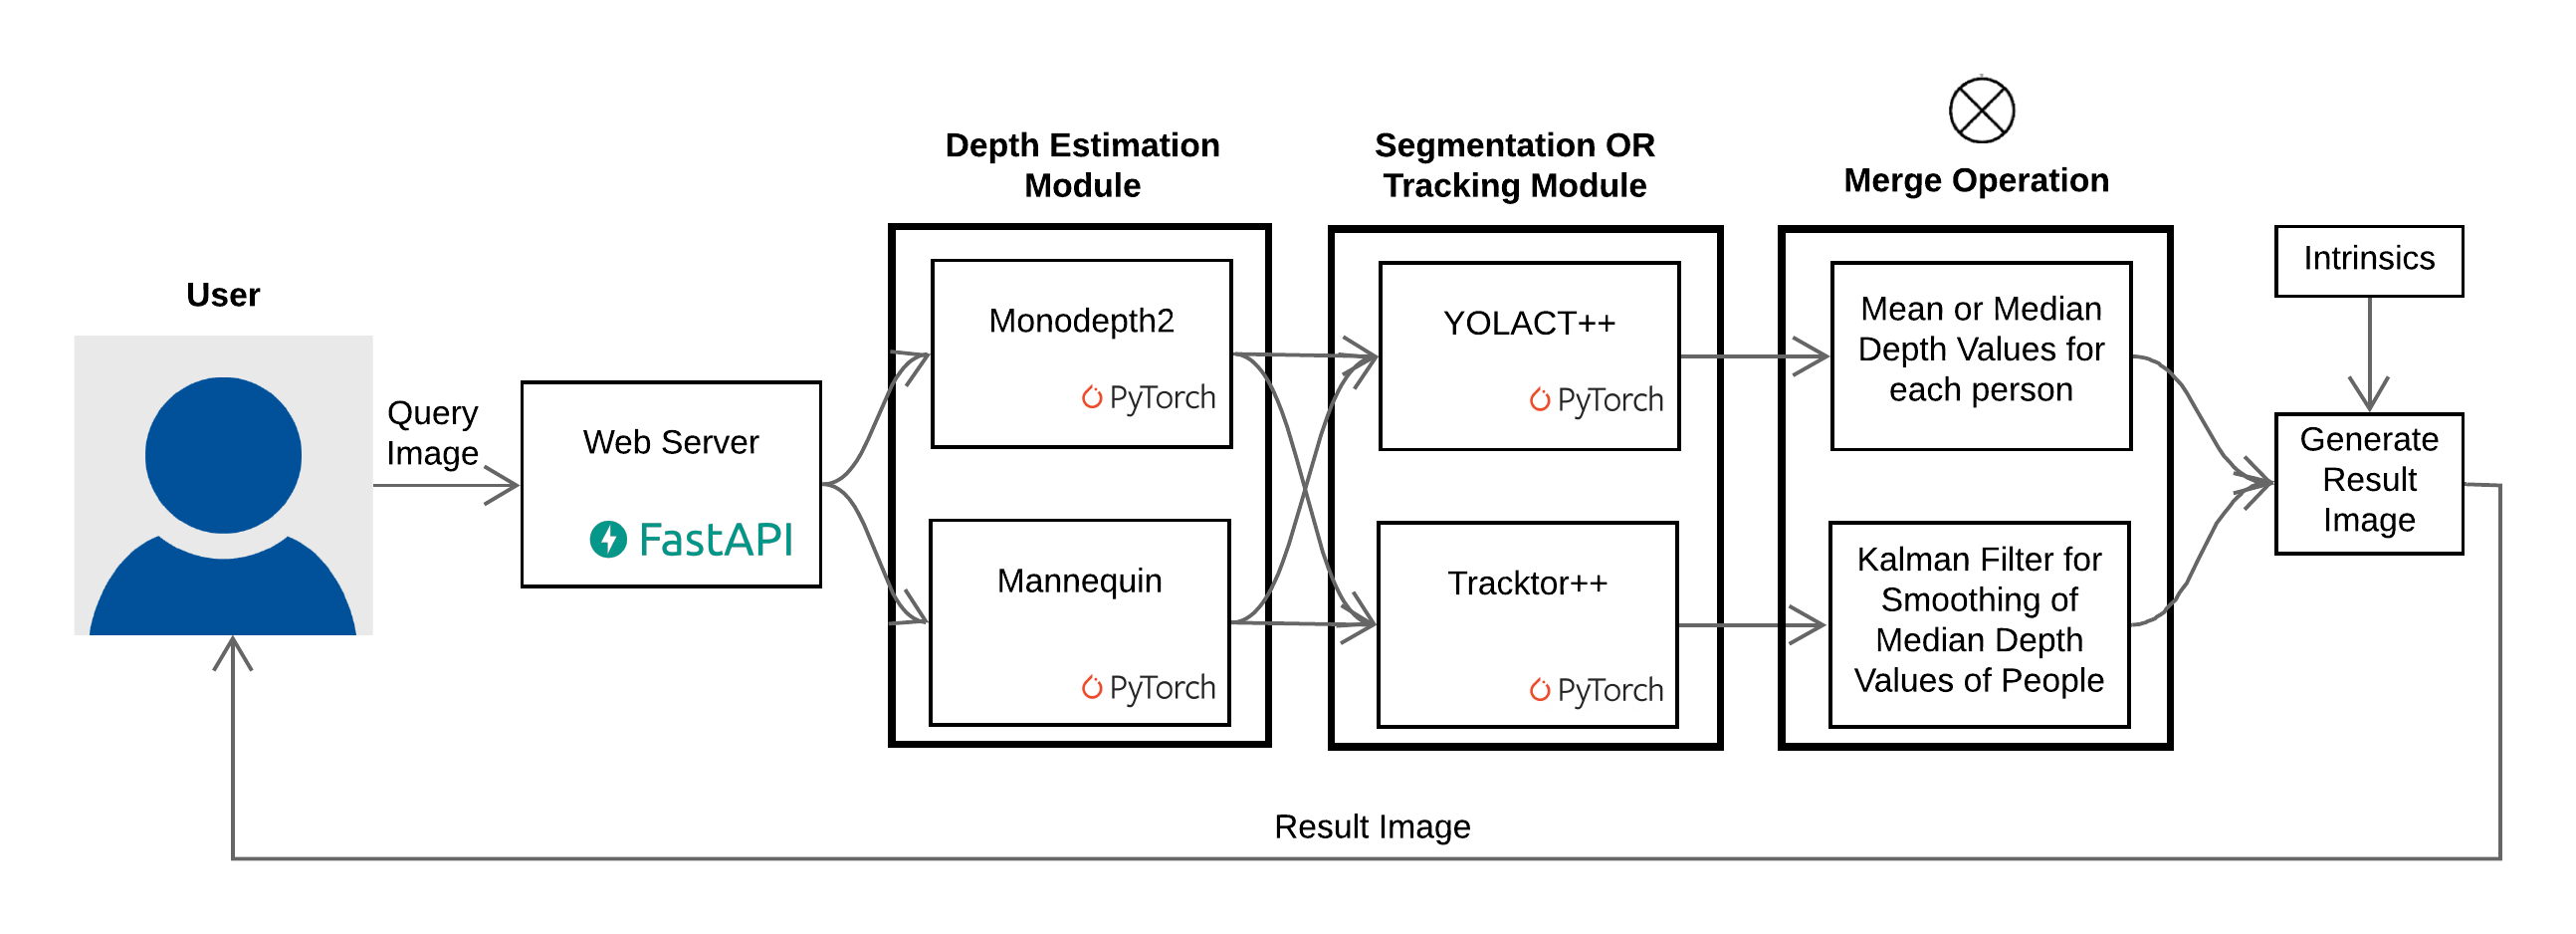 User
Query
Image
Web Server
FastAPI
Depth Estimation
Module
Monodepth2
PyTorch
Mannequin
PyTorch
Segmentation OR
Tracking Module
YOLACT++
PyTorch
Tracktor++
PyTorch
Merge Operation
Mean or Median
Depth Values for
each person
Kalman Filter for
Smoothing of
Median Depth
Values of People
Intrinsics
Generate
Result
Image
Result Image